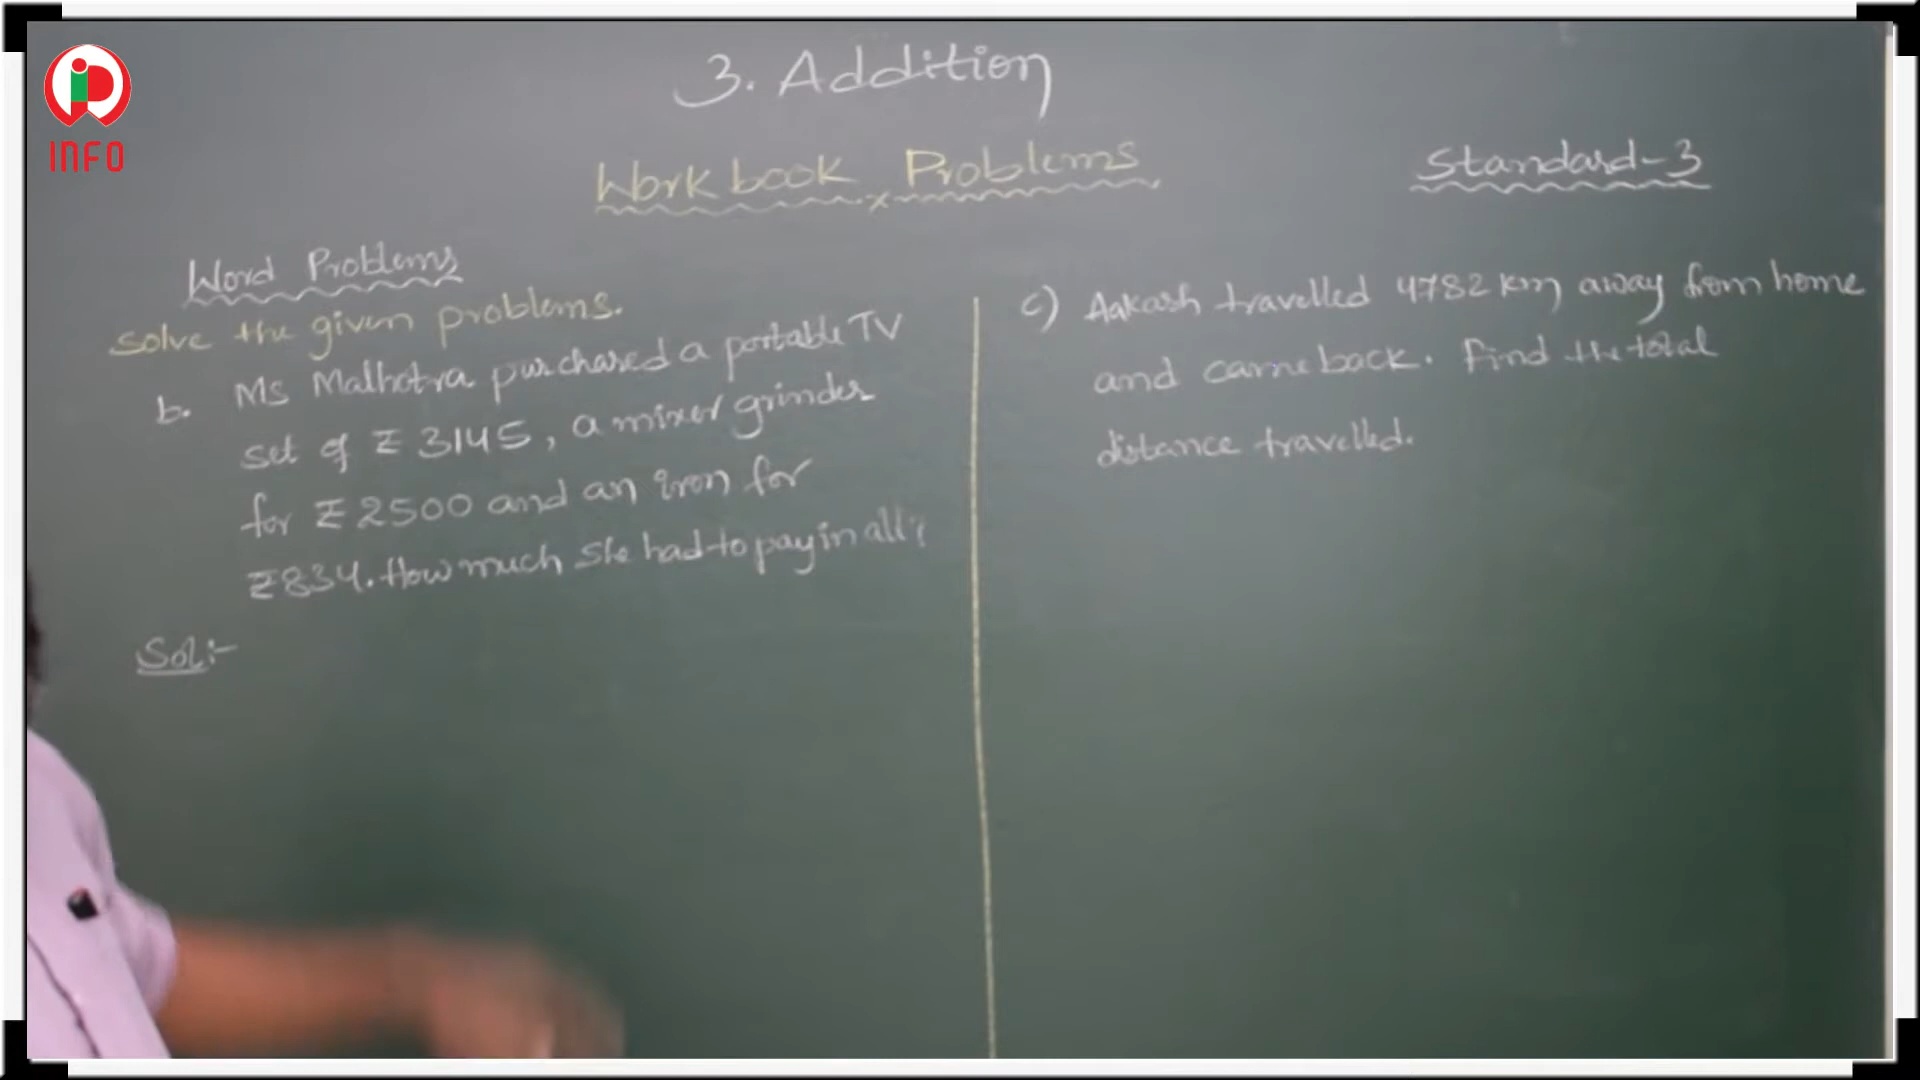 INFO
3. Addition
Workbook Problems
Standard-3
Word Problems
Solve the given problems.
b. Ms Malhotra purchased a portable TV
set of ₹ 3145, a mixer grinder
for ₹ 2500 and an iron for
₹834. How much she had to pay in all?
Sol:-
c) Aakash travelled 4782 km away from home
and came back. Find the total
distance travelled.